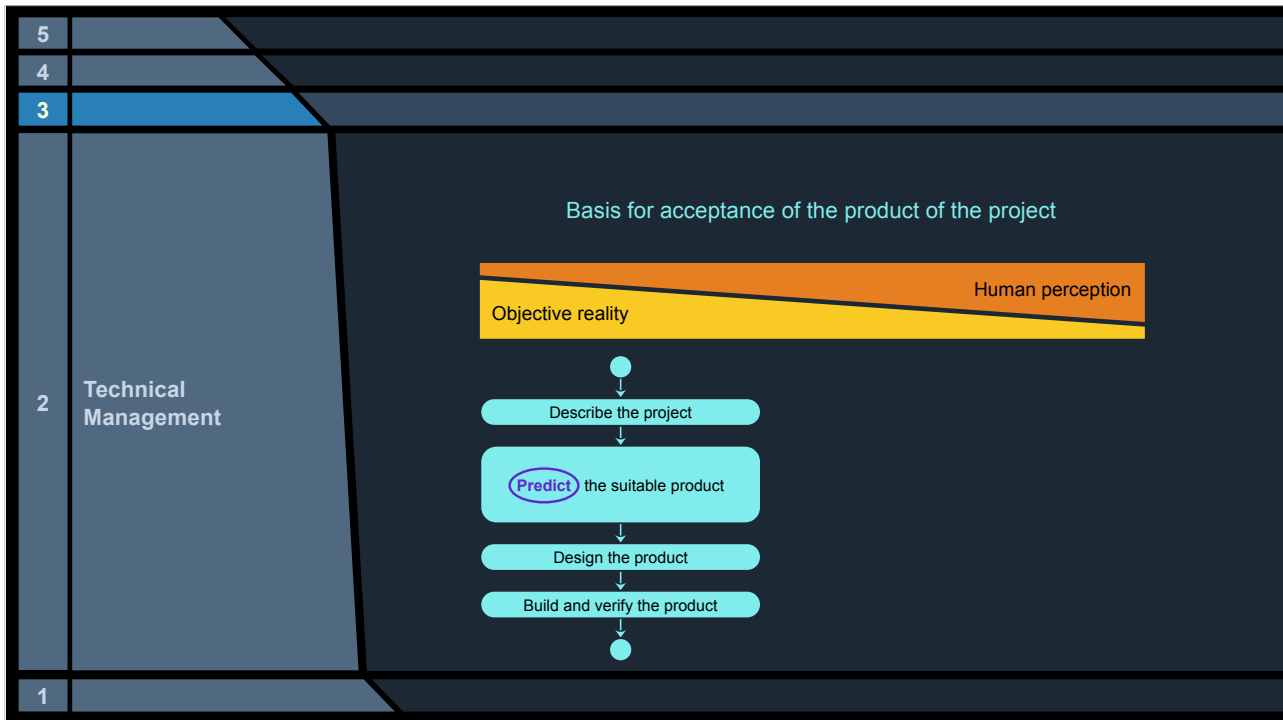 5
4
3
Basis for acceptance of the product of the project
Human perception
Objective reality
2
Technical
Management
Describe the project
Predict the suitable product
Design the product
Build and verify the product
1